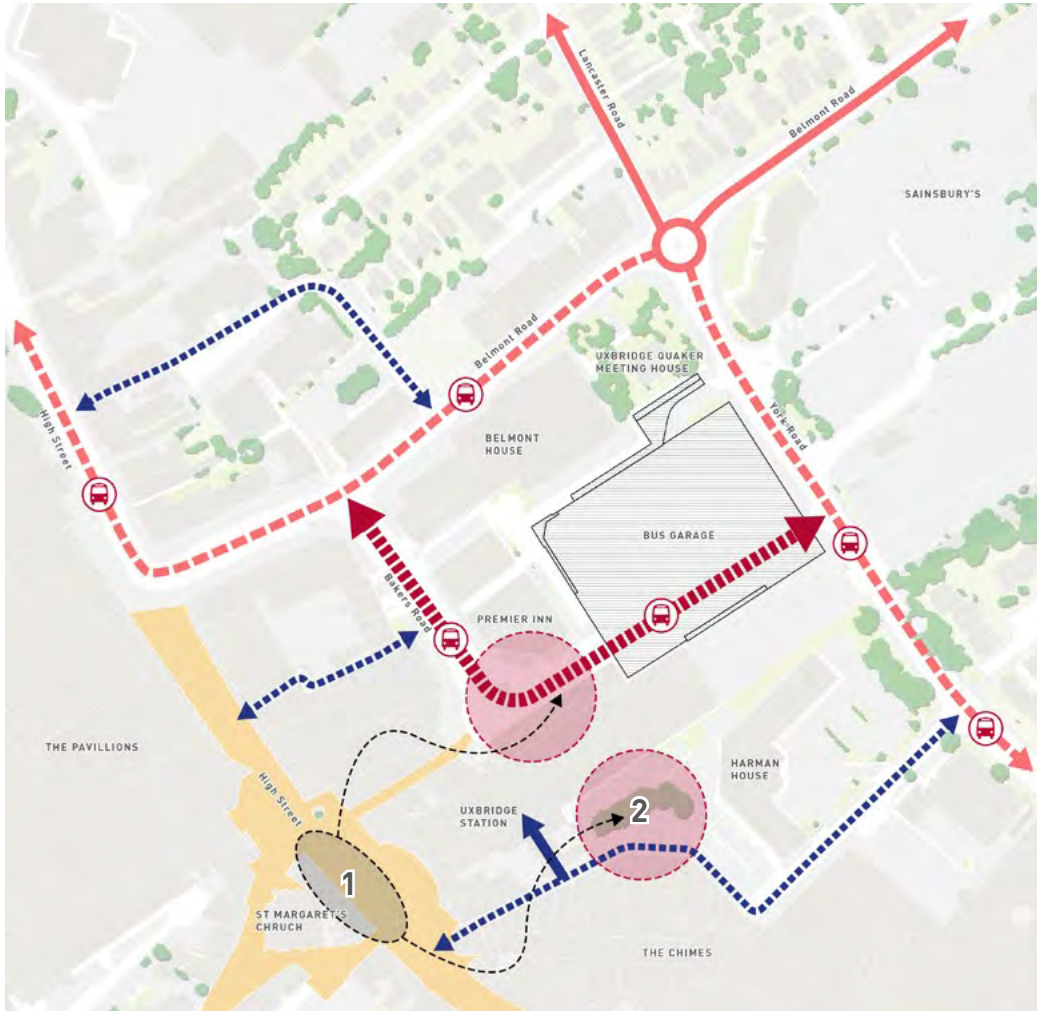 Lancaster Road
Belmont Road
SAINSBURY'S
Belmont Road
UXBRIDGE QUAKER
MEETING HOUSE
High Street
York Road
BELMONT
HOUSE
BUS GARAGE
Bakers Road
PREMIER INN
THE PAVILLIONS
High Street
UXBRIDGE
STATION
2
HARMAN
HOUSE
1
ST MARGARET'S
CHRUCH
THE CHIMES